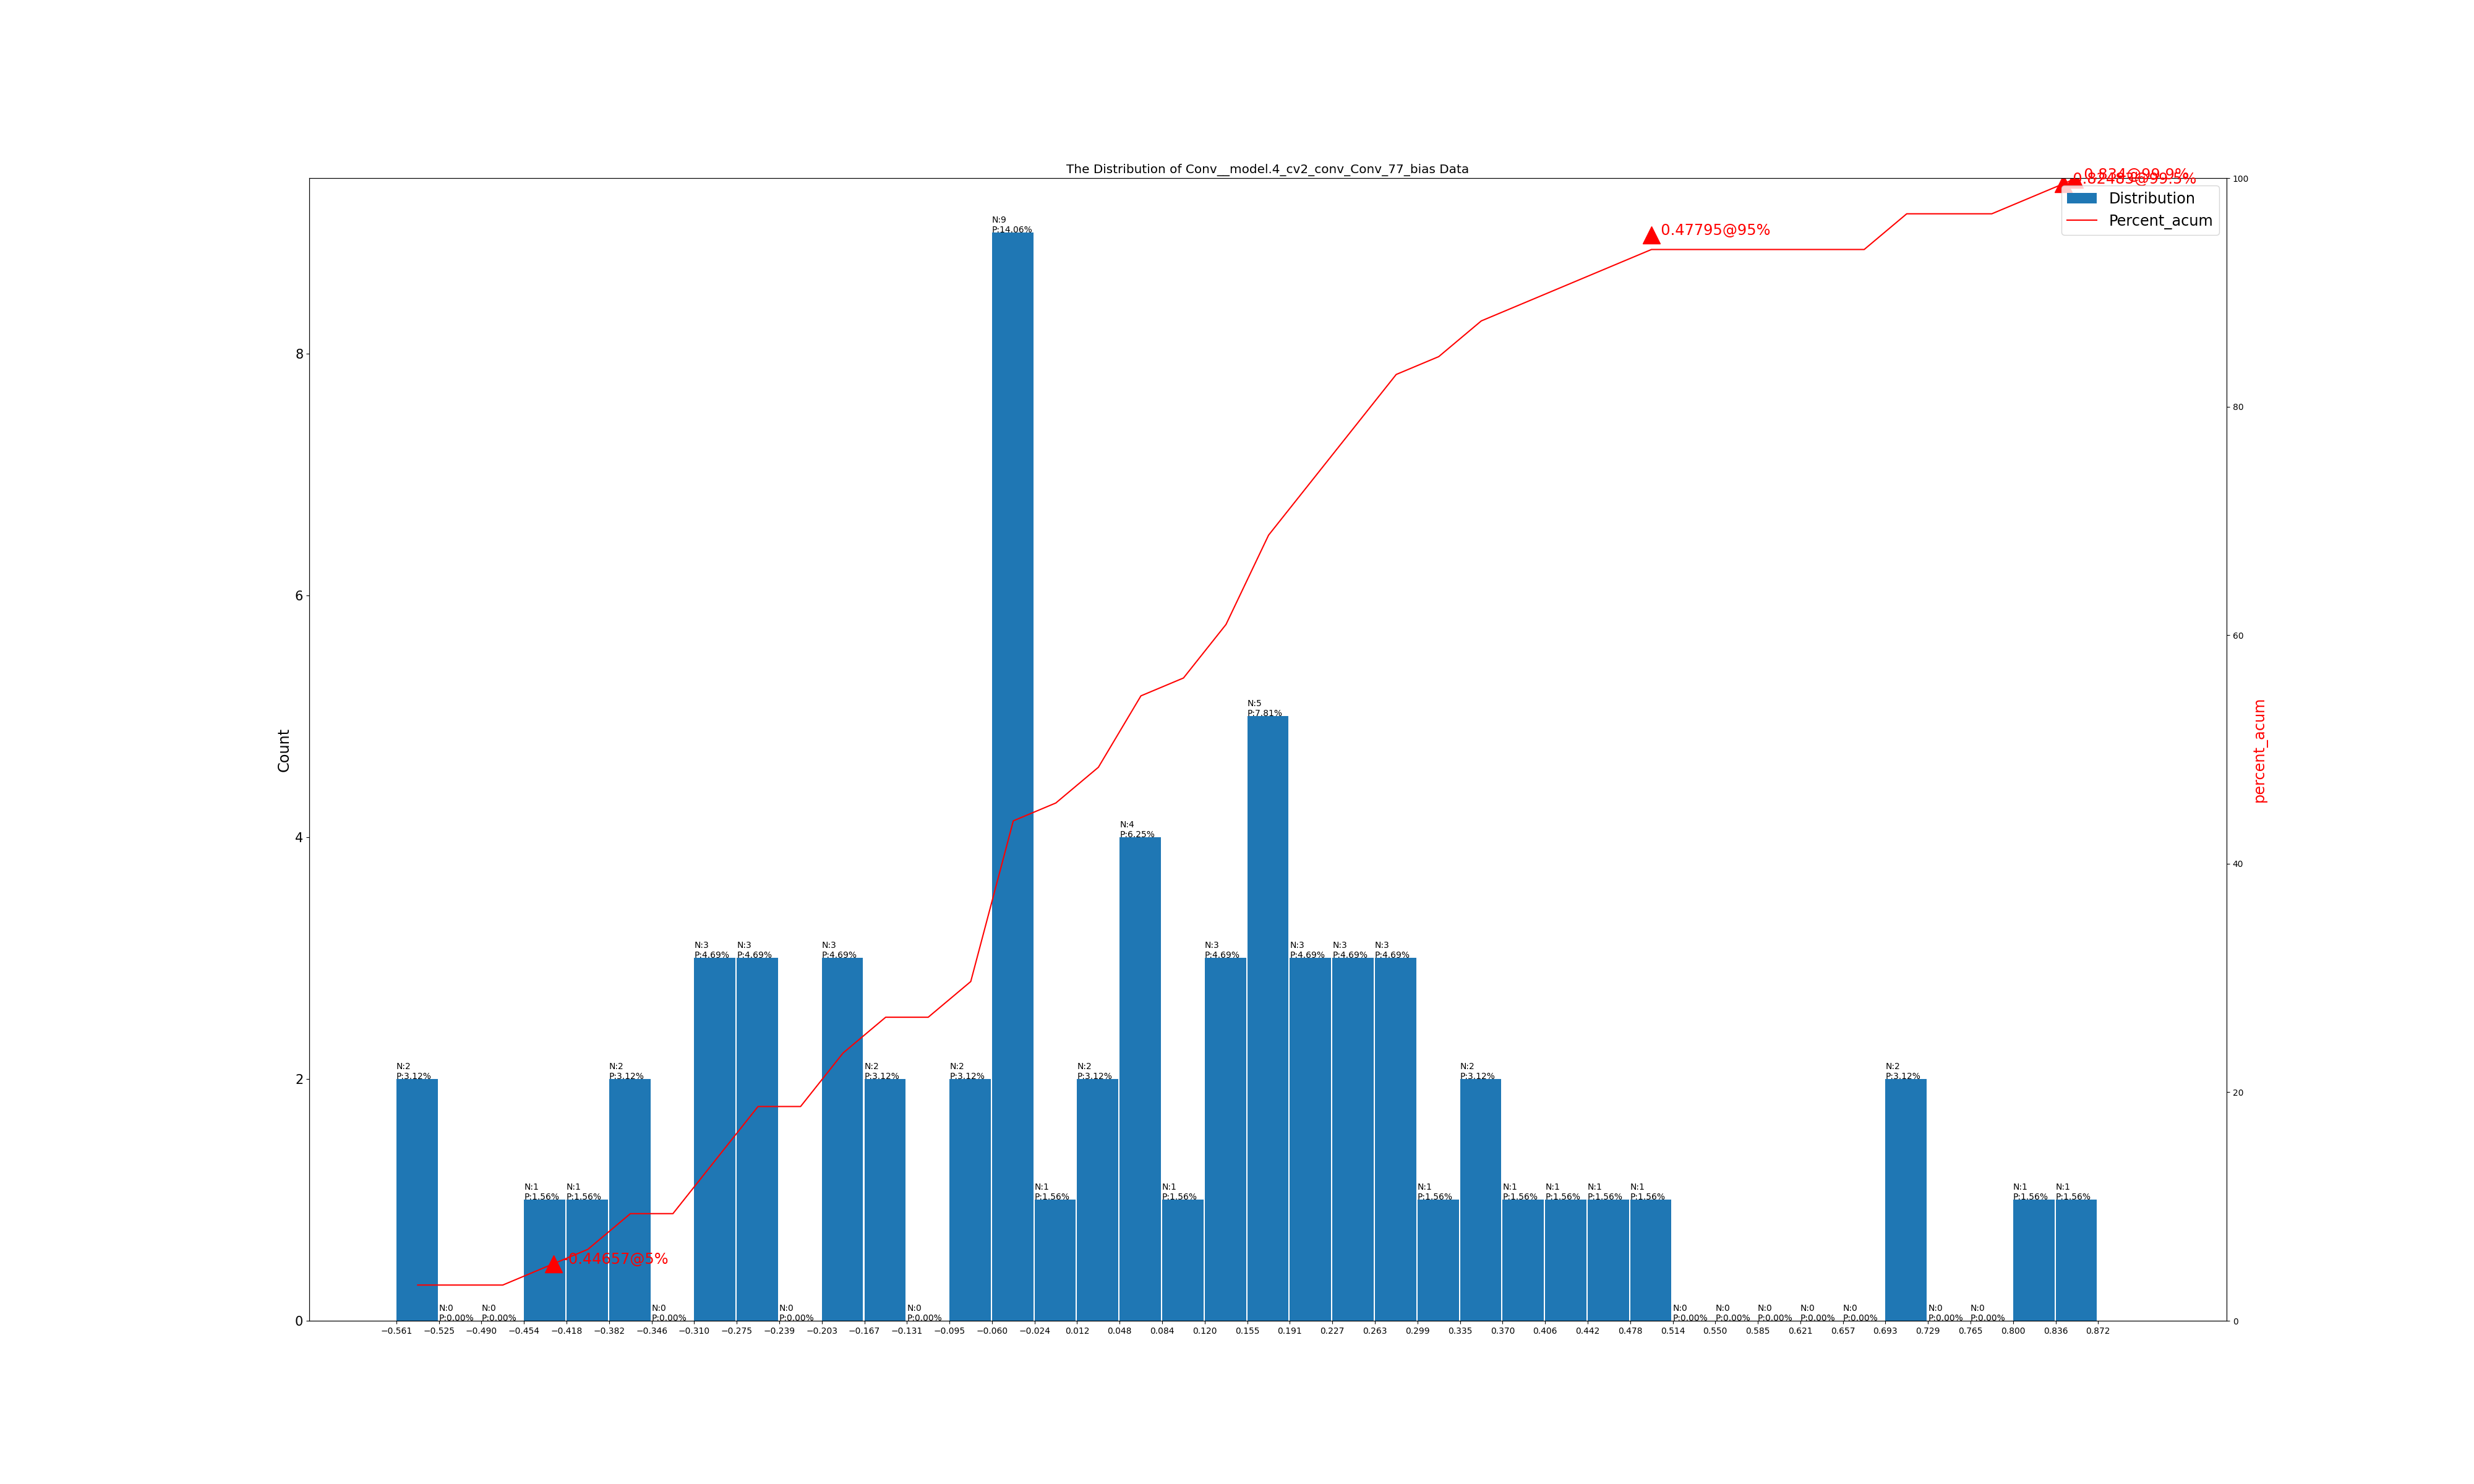 The Distribution of Conv__model.4_cv2_conv_Conv_77_bias Data
0.834@99.9%
0.82483@99.5%
Distribution
Percent_acum
0.47795@95%
-0.44657@5%
Count
percent_acum
8
6
4
2
0
100
80
60
40
20
0
N:2
P:3.12%
N:0
P:0.00%
N:0
P:0.00%
N:1
P:1.56%
N:1
P:1.56%
N:2
P:3.12%
N:0
P:0.00%
N:3
P:4.69%
N:3
P:4.69%
N:0
P:0.00%
N:3
P:4.69%
N:2
P:3.12%
N:0
P:0.00%
N:2
P:3.12%
N:9
P:14.06%
N:1
P:1.56%
N:2
P:3.12%
N:4
P:6.25%
N:1
P:1.56%
N:3
P:4.69%
N:5
P:7.81%
N:3
P:4.69%
N:3
P:4.69%
N:3
P:4.69%
N:1
P:1.56%
N:2
P:3.12%
N:1
P:1.56%
N:1
P:1.56%
N:1
P:1.56%
N:1
P:1.56%
N:0
P:0.00%
N:0
P:0.00%
N:0
P:0.00%
N:0
P:0.00%
N:0
P:0.00%
N:2
P:3.12%
N:0
P:0.00%
N:0
P:0.00%
N:1
P:1.56%
N:1
P:1.56%
−0.561 −0.525 −0.490 −0.454 −0.418 −0.382 −0.346 −0.310 −0.275 −0.239 −0.203 −0.167 −0.131 −0.095 −0.060 −0.024 0.012 0.048 0.084 0.120 0.155 0.191 0.227 0.263 0.299 0.335 0.370 0.406 0.442 0.478 0.514 0.550 0.585 0.621 0.657 0.693 0.729 0.765 0.800 0.836 0.872